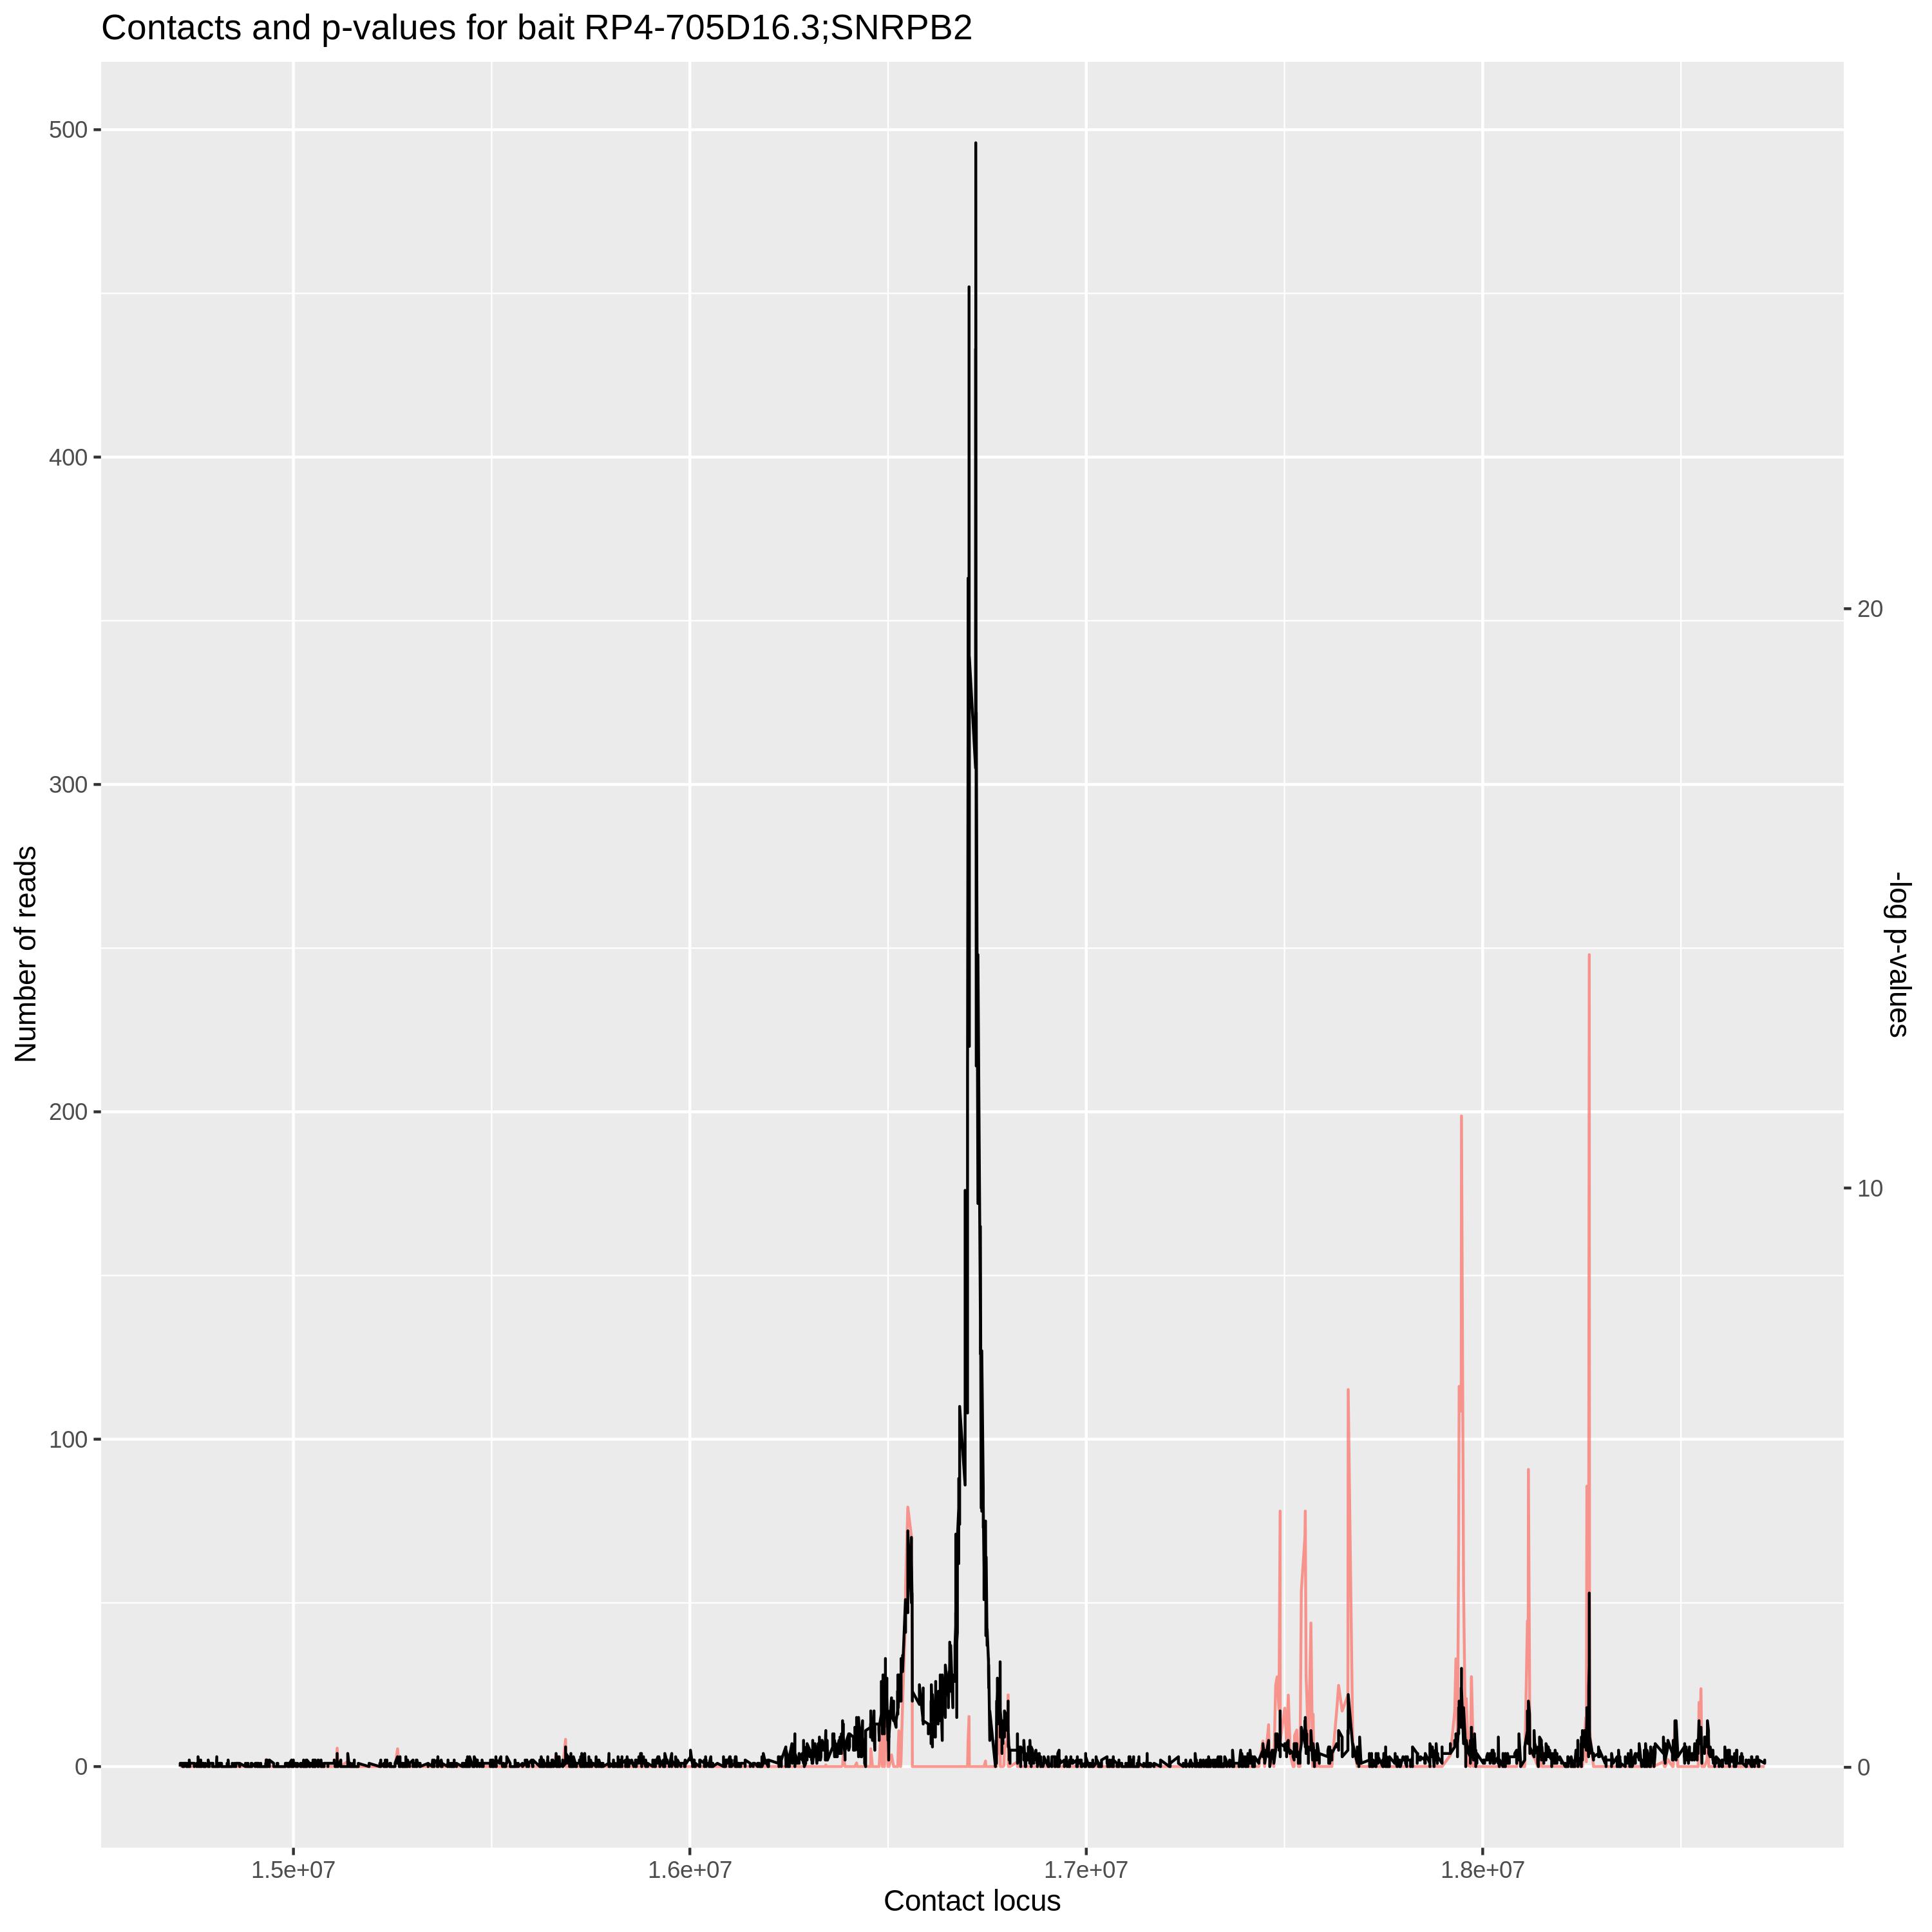 Contacts and p-values for bait RP4-705D16.3;SNRPB2
500
400
300
200
100
0
Number of reads
20
10
0
-log p-values
1.5e+07
1.6e+07
1.7e+07
1.8e+07
Contact locus